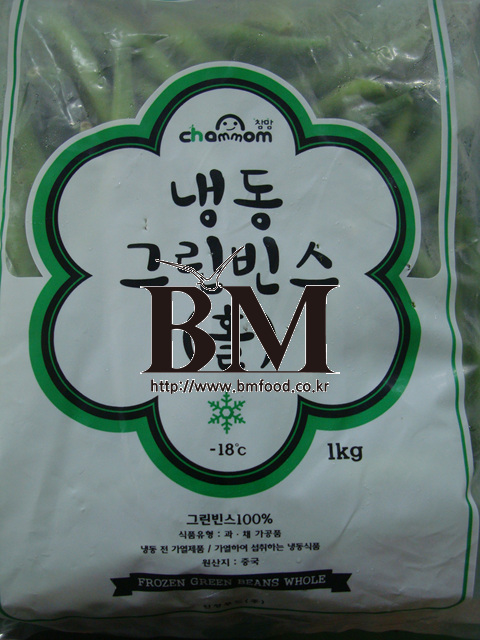 참맘
chammom
냉동
그린빈스
(홀)
BM
http://www.bmfood.co.kr
-18℃
1kg
그린빈스100%
식품유형 : 과·채 가공품
냉동 전 가열제품 / 가열하여 섭취하는 냉동식품
원산지 : 중국
FROZEN GREEN BEANS WHOLE